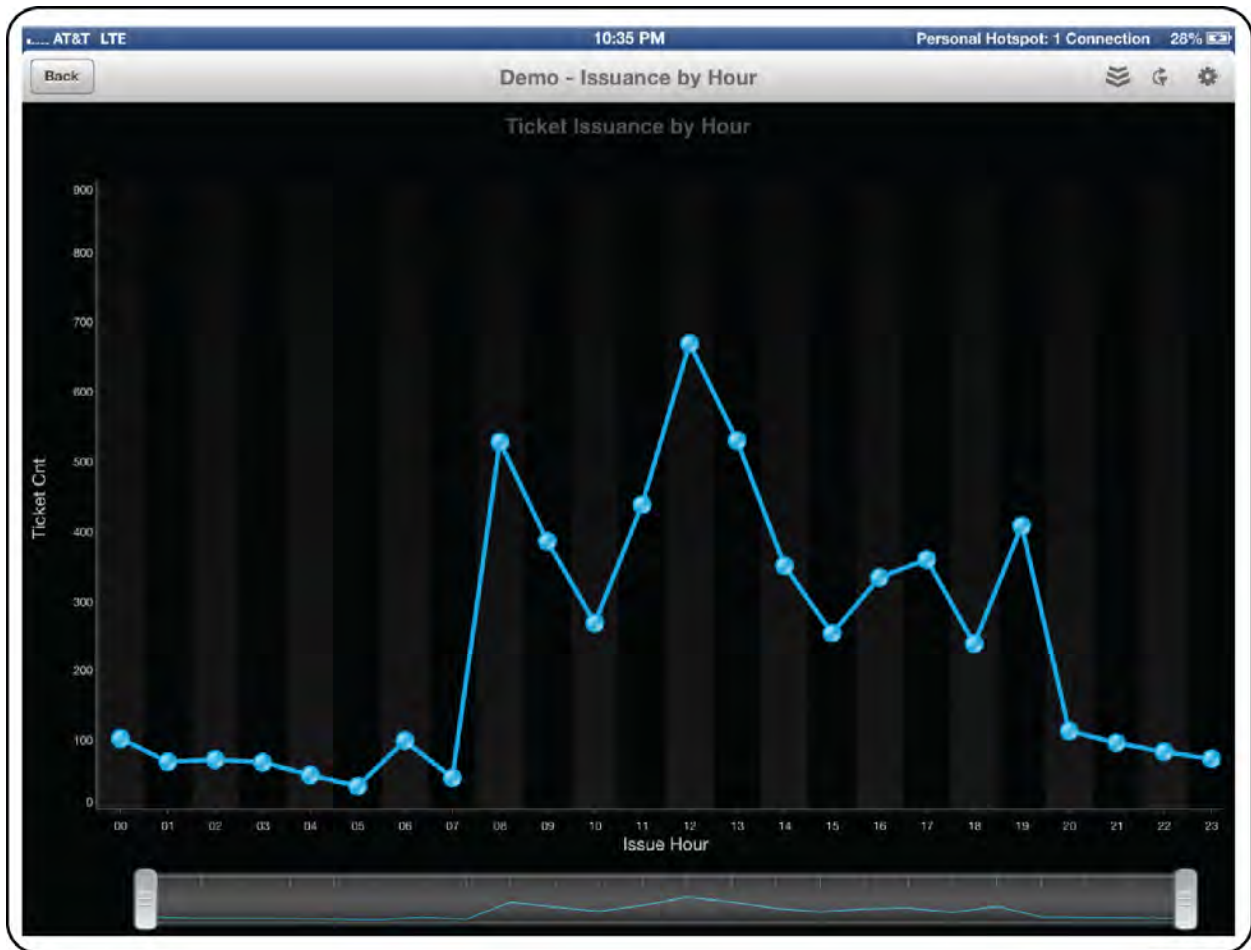 AT&T LTE 10:35 PM Personal Hotspot: 1 Connection 28%
Back Demo - Issuance by Hour
Ticket Issuance by Hour
900
800
700
600
500
400
300
200
100
0
Ticket Cnt
00 01 02 03 04 05 06 07 08 09 10 11 12 13 14 15 16 17 18 19 20 21 22 23
Issue Hour